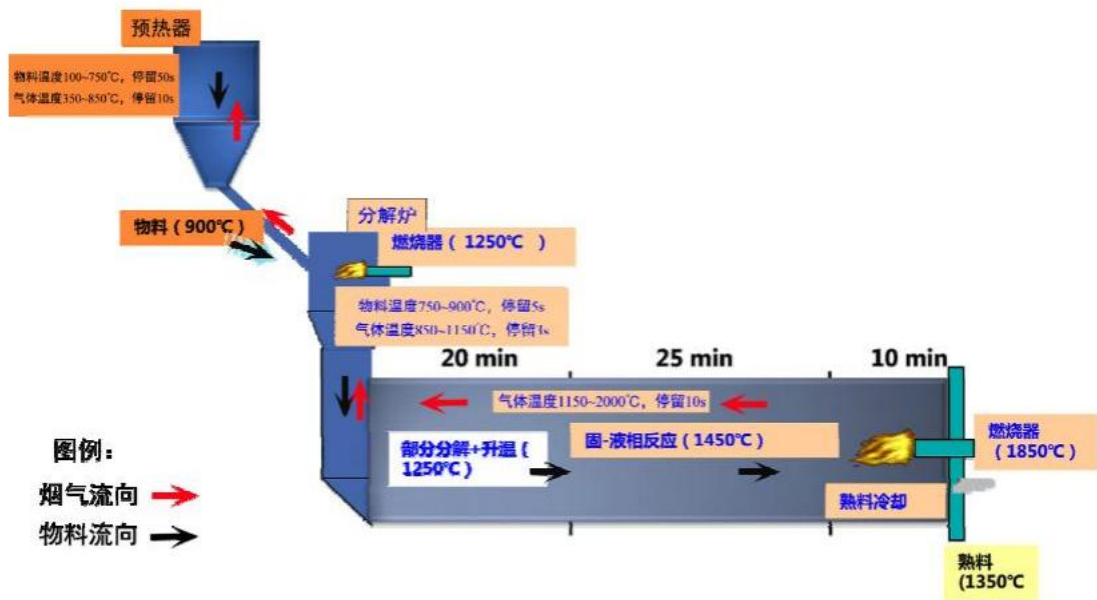 预热器
物料温度100~750℃，停留50s
气体温度350~850℃，停留10s
物料（900℃）
分解炉
燃烧器（ 1250℃ ）
物料温度750~900℃，停留5s
气体温度850~1150℃，停留3s
20 min
25 min
10 min
气体温度1150~2000℃，停留10s
部分分解+升温（
1250℃）
固-液相反应（1450℃）
燃烧器
（1850℃）
熟料冷却
图例：
烟气流向
物料流向
熟料
(1350℃